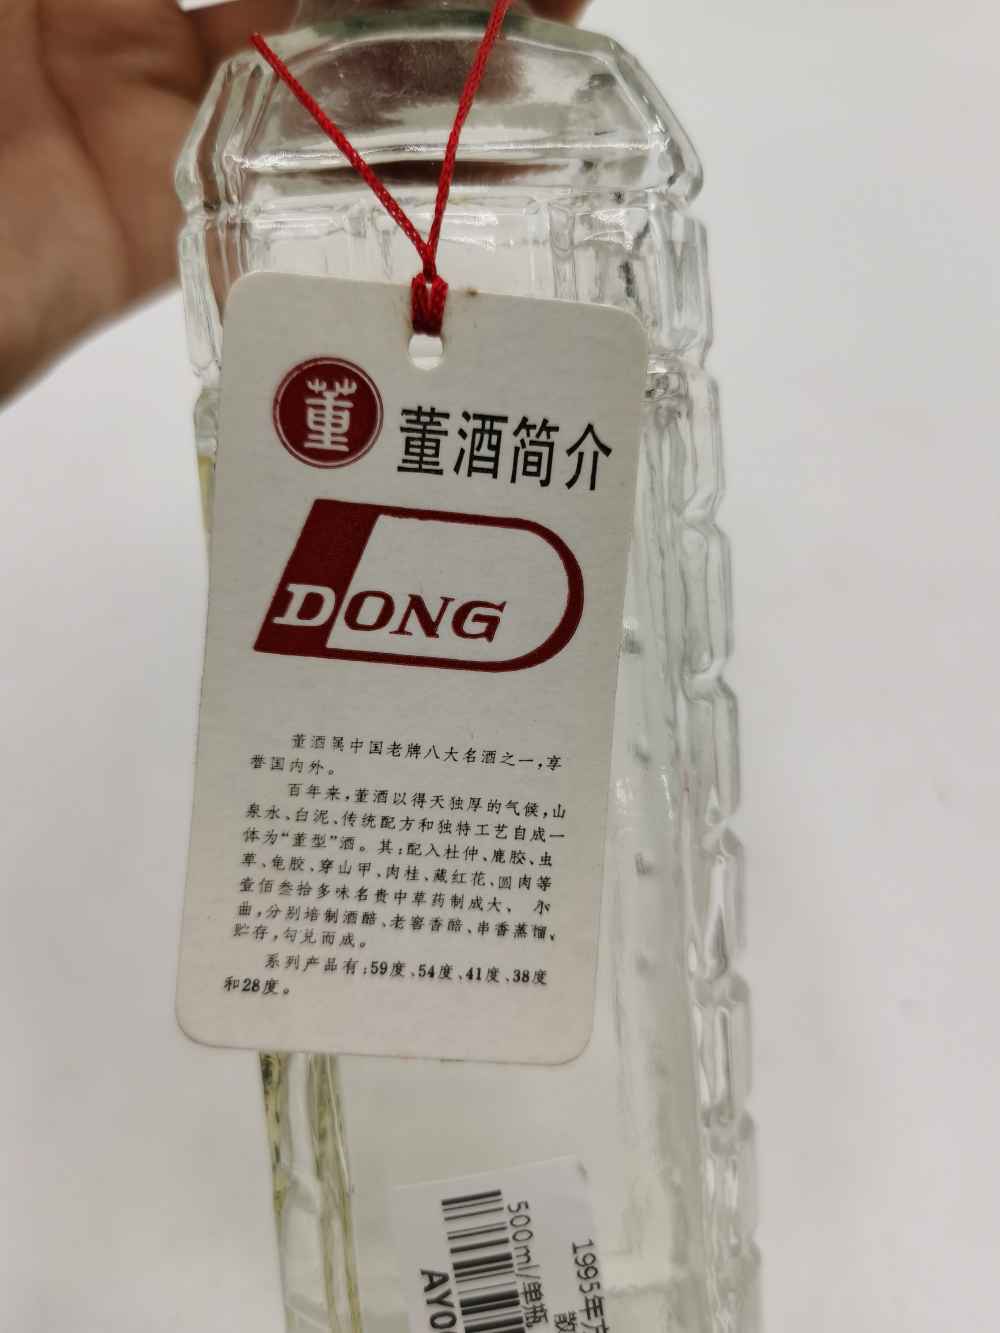 董
董酒简介
DONG
董酒属中国老牌八大名酒之一,享
誉国内外。
百年来,董酒以得天独厚的气候,山
泉水、白泥、传统配方和独特工艺自成一
体为“董型”酒。其:配入杜仲、鹿胶、虫
草、龟胶、穿山甲、肉桂、藏红花、圆肉等
壹佰叁拾多味名贵中草药制成大、小
曲,分别培制酒醅、老窖香醅、串香蒸馏、
贮存,勾兑而成。
系列产品有:59度、54度、41度、38度
和28度。
1995年
散
500ml/单瓶
AY0